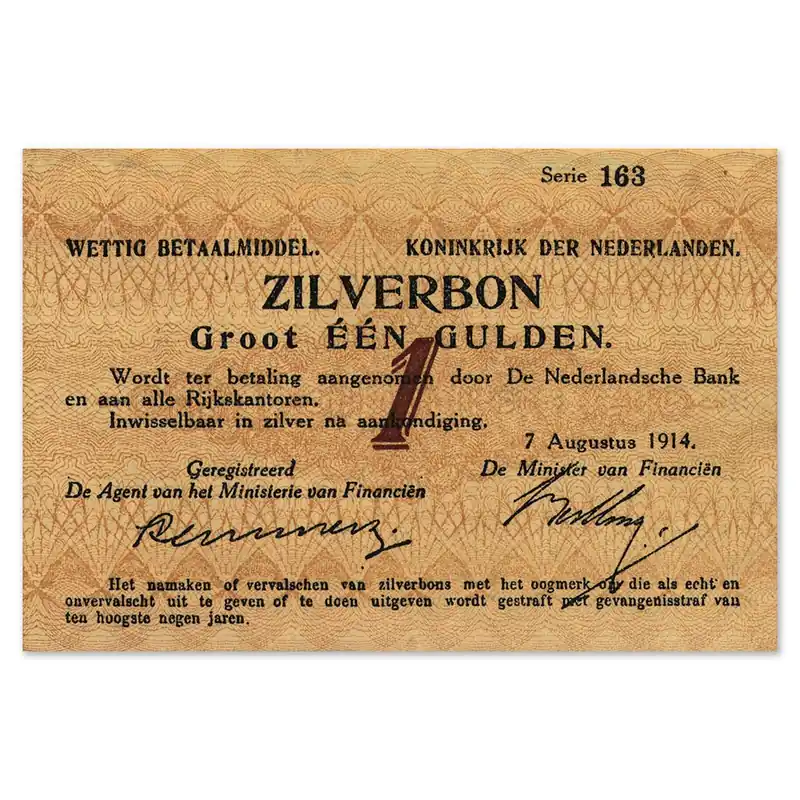 Serie 163
WETTIG BETAALMIDDEL. KONINKRIJK DER NEDERLANDEN.
ZILVERBON
Groot ÉÉN GULDEN.
1
Wordt ter betaling aangenomen door De Nederlandsche Bank
en aan alle Rijkskantoren.
Inwisselbaar in zilver na aankondiging.
7 Augustus 1914.
Geregistreerd De Minister van Financiën
De Agent van het Ministerie van Financiën
Het namaken of vervalschen van zilverbons met het oogmerk om die als echt en
onvervalscht uit te geven of te doen uitgeven wordt gestraft met gevangenisstraf van
ten hoogste negen jaren.